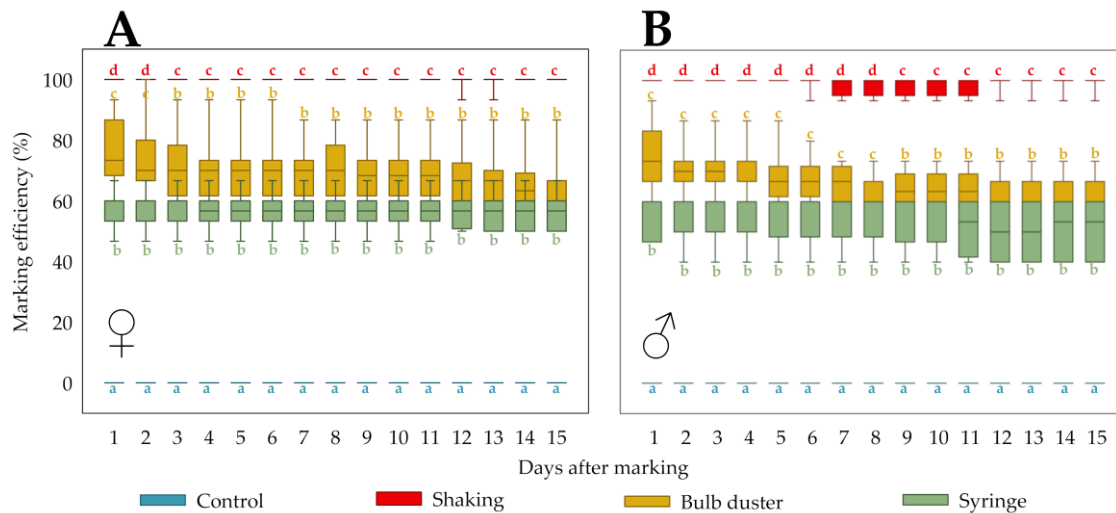 A
d d c c c c c c c c c c c c c
c c b b b b b b b b b b b b b
b b b b b b b b b b b b b b b
a a a a a a a a a a a a a a a
Marking efficiency (%)
100
80
60
40
20
0
1 2 3 4 5 6 7 8 9 10 11 12 13 14 15
B
d d d d d d d d c c c c c c c
c c c c c c c c b b b b b b b
b b b b b b b b b b b b b b b
a a a a a a a a a a a a a a a
1 2 3 4 5 6 7 8 9 10 11 12 13 14 15
Days after marking
Control Shaking Bulb duster Syringe